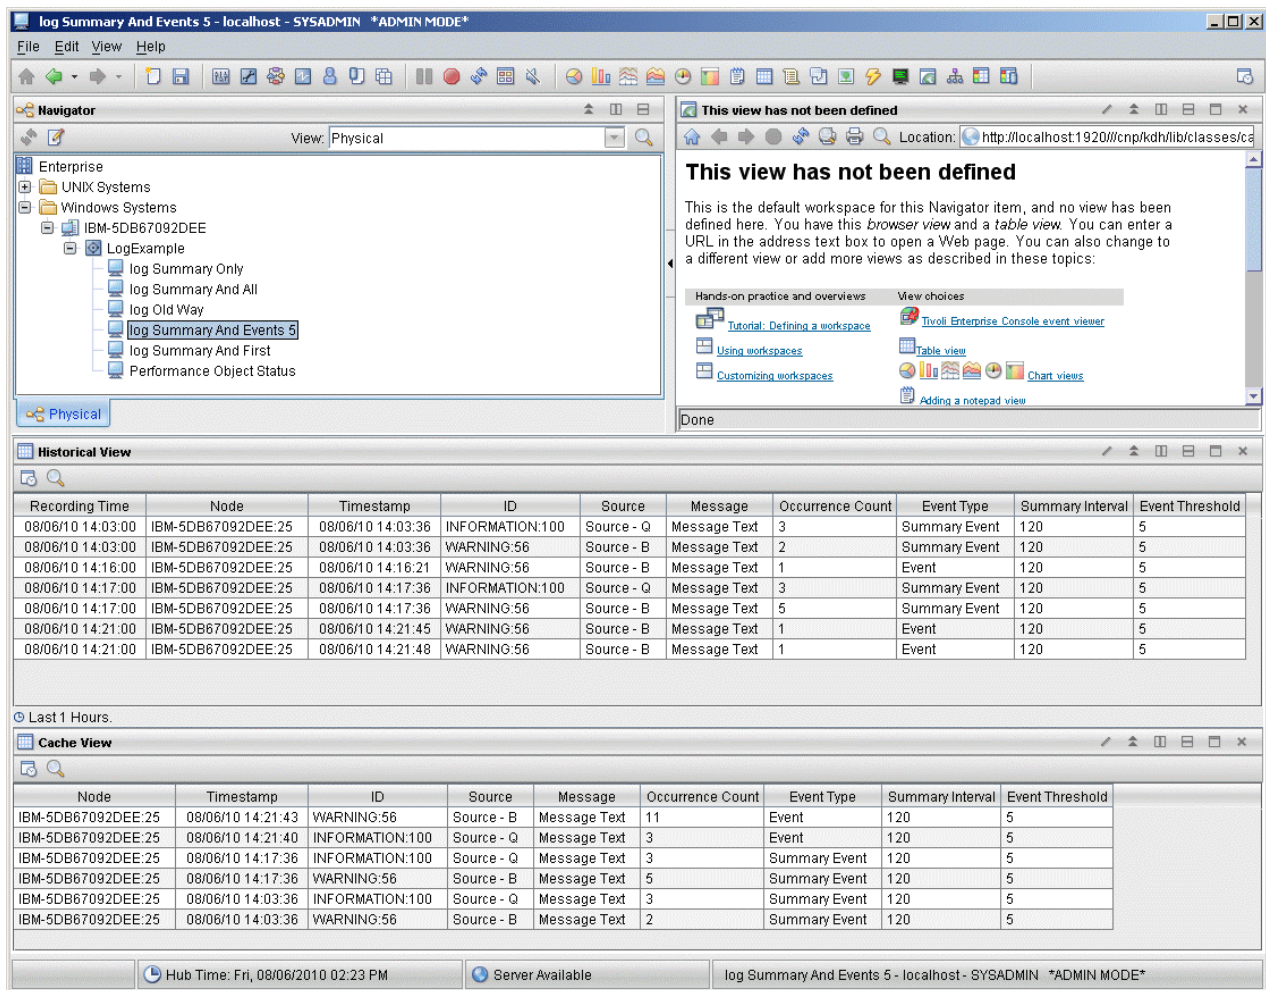 log Summary And Events 5 - localhost - SYSADMIN *ADMIN MODE*
File Edit View Help
Navigator
View: Physical
Enterprise
UNIX Systems
Windows Systems
IBM-5DB67092DEE
LogExample
log Summary Only
log Summary And All
log Old Way
log Summary And Events 5
log Summary And First
Performance Object Status
Physical
This view has not been defined
Location: http://localhost:1920///cnp/kdh/lib/classes/ca
This view has not been defined
This is the default workspace for this Navigator item, and no view has been
defined here. You have this browser view and a table view. You can enter a
URL in the address text box to open a Web page. You can also change to
a different view or add more views as described in these topics:
Hands-on practice and overviews View choices
Tutorial: Defining a workspace Tivoli Enterprise Console event viewer
Using workspaces Table view
Customizing workspaces Chart views
Adding a notepad view
Done
Historical View
Recording Time Node Timestamp ID Source Message Occurrence Count Event Type Summary Interval Event Threshold
08/06/10 14:03:00 IBM-5DB67092DEE:25 08/06/10 14:03:36 INFORMATION:100 Source - Q Message Text 3 Summary Event 120 5
08/06/10 14:03:00 IBM-5DB67092DEE:25 08/06/10 14:03:36 WARNING:56 Source - B Message Text 2 Summary Event 120 5
08/06/10 14:16:00 IBM-5DB67092DEE:25 08/06/10 14:16:21 WARNING:56 Source - B Message Text 1 Event 120 5
08/06/10 14:17:00 IBM-5DB67092DEE:25 08/06/10 14:17:36 INFORMATION:100 Source - Q Message Text 3 Summary Event 120 5
08/06/10 14:17:00 IBM-5DB67092DEE:25 08/06/10 14:17:36 WARNING:56 Source - B Message Text 5 Summary Event 120 5
08/06/10 14:21:00 IBM-5DB67092DEE:25 08/06/10 14:21:45 WARNING:56 Source - B Message Text 1 Event 120 5
08/06/10 14:21:00 IBM-5DB67092DEE:25 08/06/10 14:21:48 WARNING:56 Source - B Message Text 1 Event 120 5
Last 1 Hours.
Cache View
Node Timestamp ID Source Message Occurrence Count Event Type Summary Interval Event Threshold
IBM-5DB67092DEE:25 08/06/10 14:21:43 WARNING:56 Source - B Message Text 11 Event 120 5
IBM-5DB67092DEE:25 08/06/10 14:21:40 INFORMATION:100 Source - Q Message Text 3 Event 120 5
IBM-5DB67092DEE:25 08/06/10 14:17:36 INFORMATION:100 Source - Q Message Text 3 Summary Event 120 5
IBM-5DB67092DEE:25 08/06/10 14:17:36 WARNING:56 Source - B Message Text 5 Summary Event 120 5
IBM-5DB67092DEE:25 08/06/10 14:03:36 INFORMATION:100 Source - Q Message Text 3 Summary Event 120 5
IBM-5DB67092DEE:25 08/06/10 14:03:36 WARNING:56 Source - B Message Text 2 Summary Event 120 5
Hub Time: Fri, 08/06/2010 02:23 PM Server Available log Summary And Events 5 - localhost - SYSADMIN *ADMIN MODE*